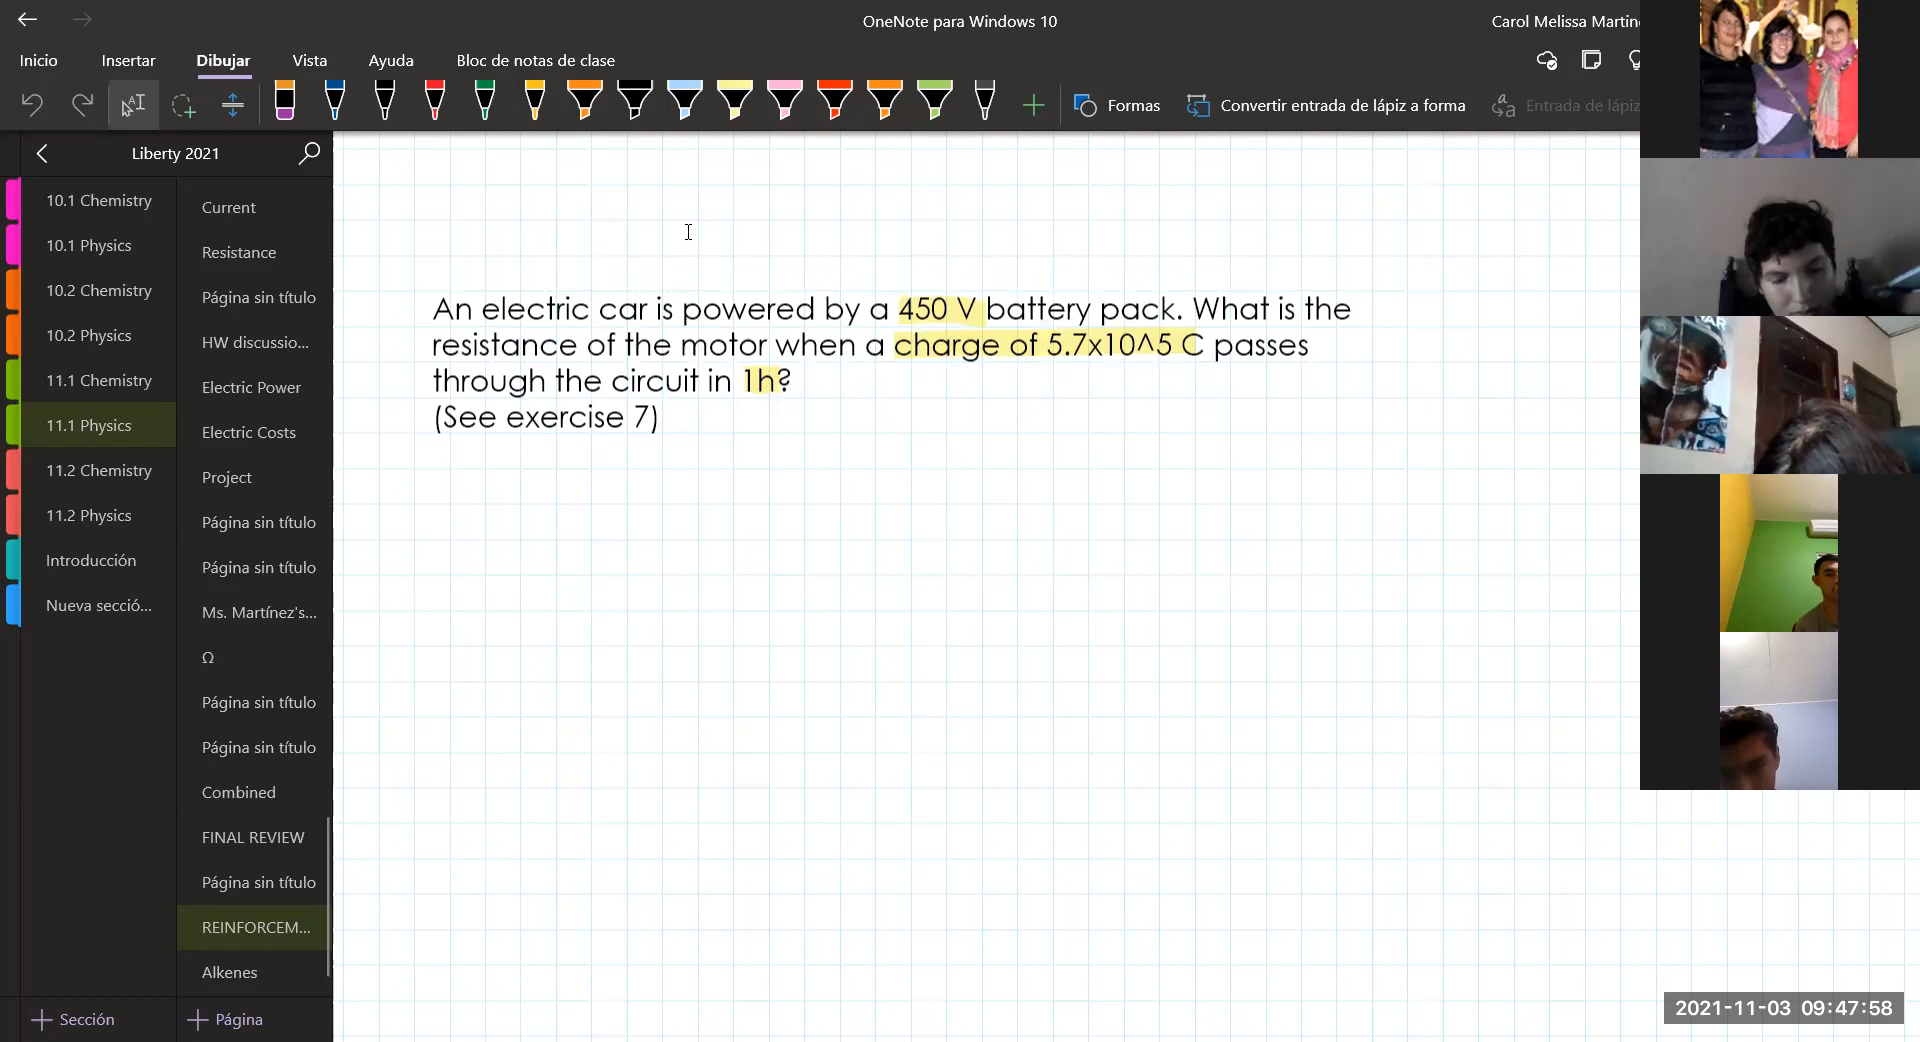 OneNote para Windows 10
Carol Melissa Martín
Inicio
Insertar
Dibujar
Vista
Ayuda
Bloc de notas de clase
Formas
Convertir entrada de lápiz a forma
Entrada de lápiz
Liberty 2021
10.1 Chemistry
10.1 Physics
10.2 Chemistry
10.2 Physics
11.1 Chemistry
11.1 Physics
11.2 Chemistry
11.2 Physics
Introducción
Nueva secció...
Sección
Current
Resistance
Página sin título
HW discussio...
Electric Power
Electric Costs
Project
Página sin título
Página sin título
Ms. Martínez's...
Ω
Página sin título
Página sin título
Combined
FINAL REVIEW
Página sin título
REINFORCEM...
Alkenes
Página
An electric car is powered by a 450 V battery pack. What is the
resistance of the motor when a charge of 5.7x10^5 C passes
through the circuit in 1h?
(See exercise 7)
2021-11-03 09:47:58